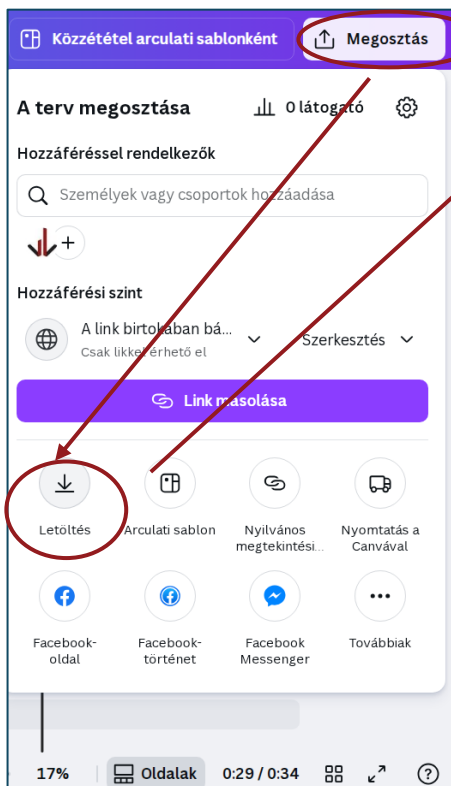 Közzététel arculati sablonként
Megosztás
A terv megosztása
0 látogató
Hozzáféréssel rendelkezők
Személyek vagy csoportok hozzáadása
Hozzáférési szint
A link birtokában bá...
Csak likkel érhető el
Szerkesztés
Link másolása
Letöltés
Arculati sablon
Nyilvános
megtekintési...
Nyomtatás a
Canvával
Facebook-
oldal
Facebook-
történet
Facebook
Messenger
Továbbiak
17%
Oldalak
0:29 / 0:34